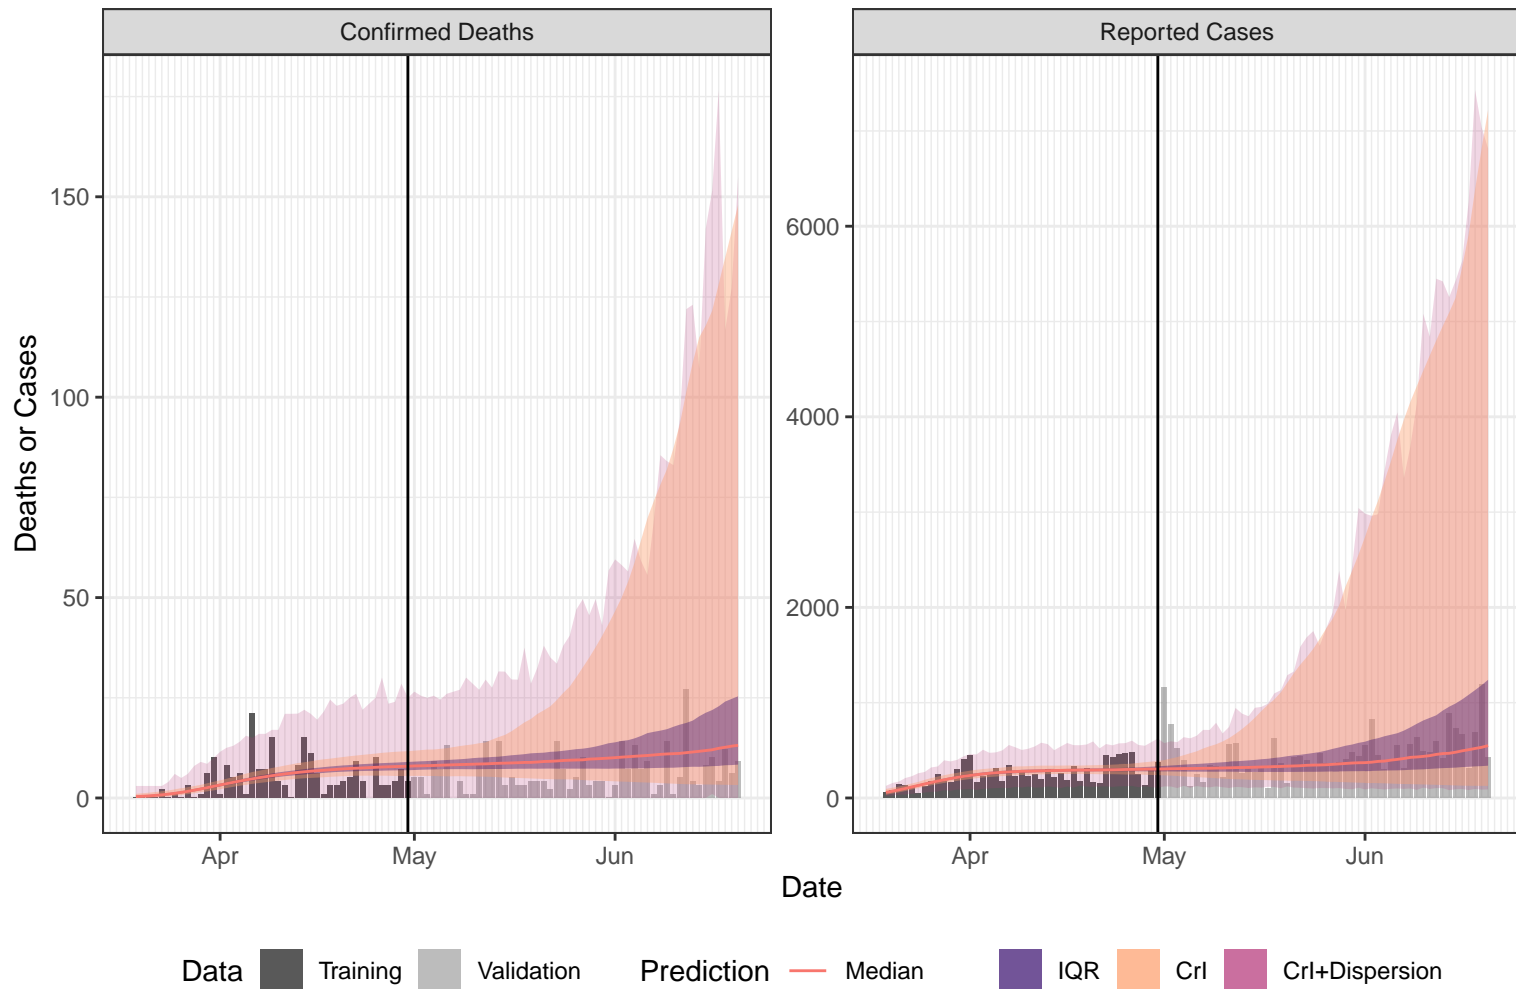 Confirmed Deaths
Reported Cases
Deaths or Cases
150
100
50
0
6000
4000
2000
0
Apr
May
Jun
Apr
May
Jun
Date
Data
Training
Validation
Prediction
Median
IQR
CrI
CrI+Dispersion